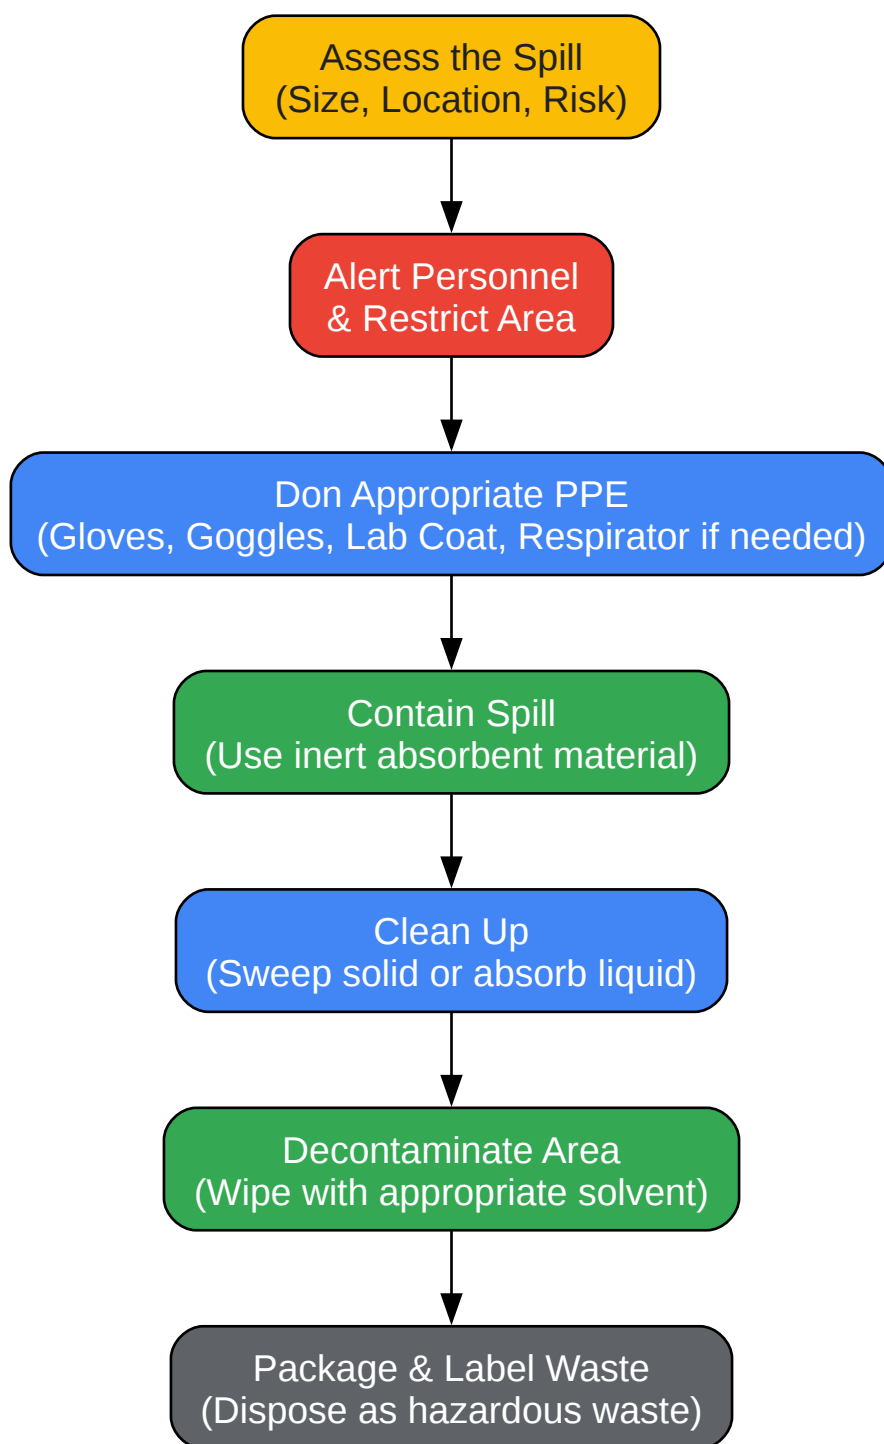 Assess the Spill
(Size, Location, Risk)
Alert Personnel
& Restrict Area
Don Appropriate PPE
(Gloves, Goggles, Lab Coat, Respirator if needed)
Contain Spill
(Use inert absorbent material)
Clean Up
(Sweep solid or absorb liquid)
Decontaminate Area
(Wipe with appropriate solvent)
Package & Label Waste
(Dispose as hazardous waste)